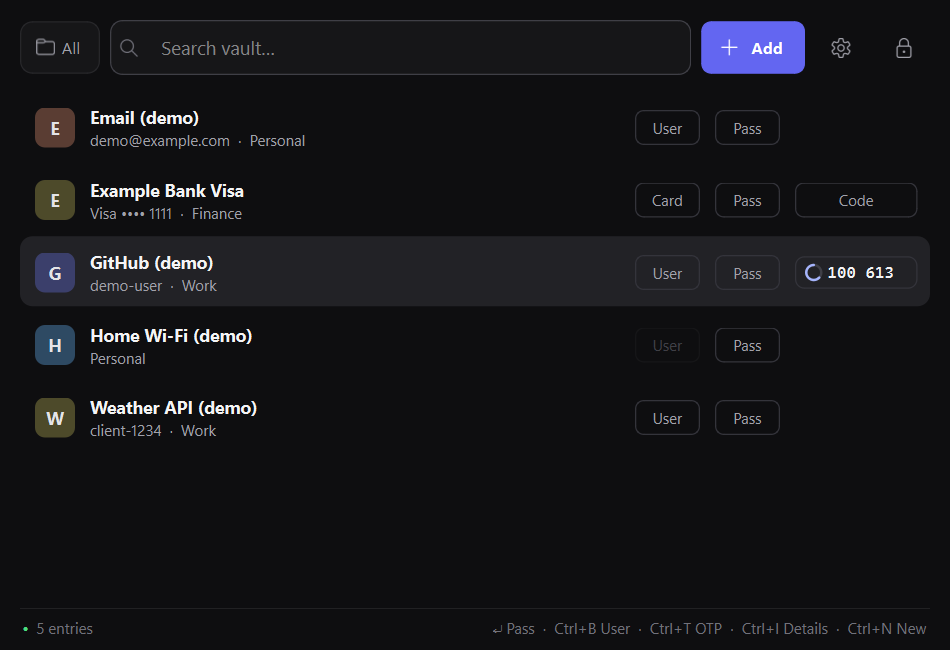 All
Search vault...
+ Add
E
Email (demo)
demo@example.com · Personal
User
Pass
E
Example Bank Visa
Visa •••• 1111 · Finance
Card
Pass
Code
G
GitHub (demo)
demo-user · Work
User
Pass
100 613
H
Home Wi-Fi (demo)
Personal
User
Pass
W
Weather API (demo)
client-1234 · Work
User
Pass
• 5 entries
↵ Pass · Ctrl+B User · Ctrl+T OTP · Ctrl+I Details · Ctrl+N New